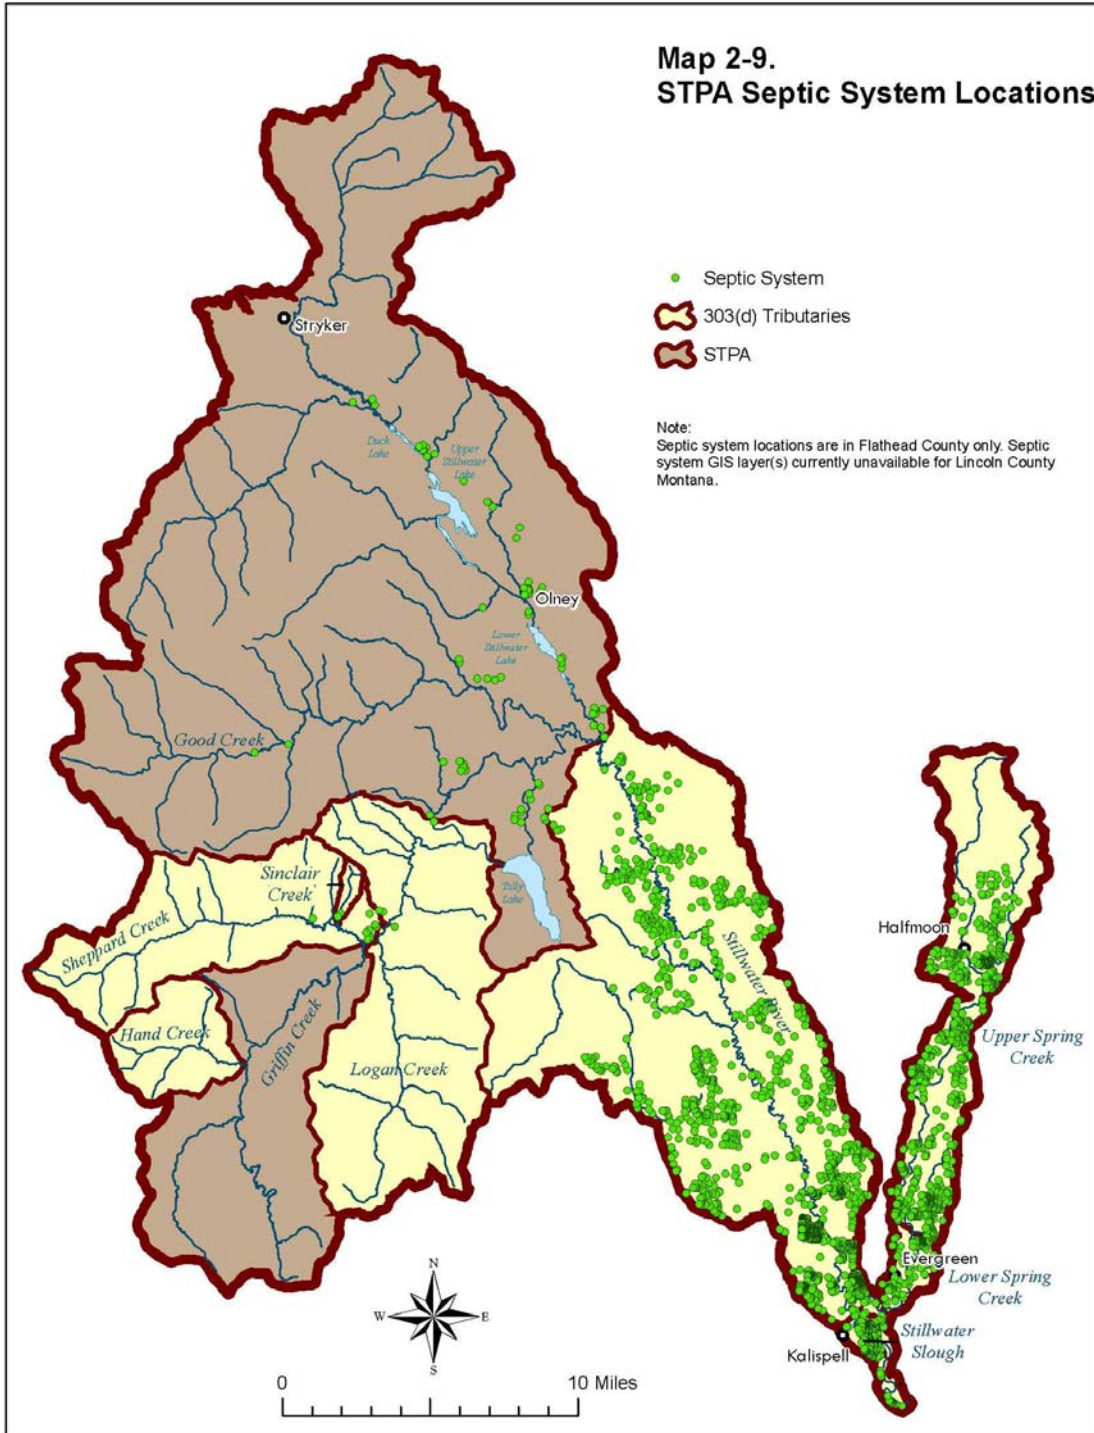 Map 2-9.
STPA Septic System Locations
Septic System
303(d) Tributaries
STPA
Note:
Septic system locations are in Flathead County only. Septic
system GIS layer(s) currently unavailable for Lincoln County
Montana.
Stryker
Duck
Lake
Upper
Stillwater
Lake
Olney
Lower
Stillwater
Lake
Good Creek
Sinclair
Creek
Tally
Lake
Sheppard Creek
Hand Creek
Griffin Creek
Logan Creek
Stillwater River
Halfmoon
Upper Spring
Creek
Evergreen
Lower Spring
Creek
Stillwater
Slough
Kalispell
N
W
E
S
0
10 Miles